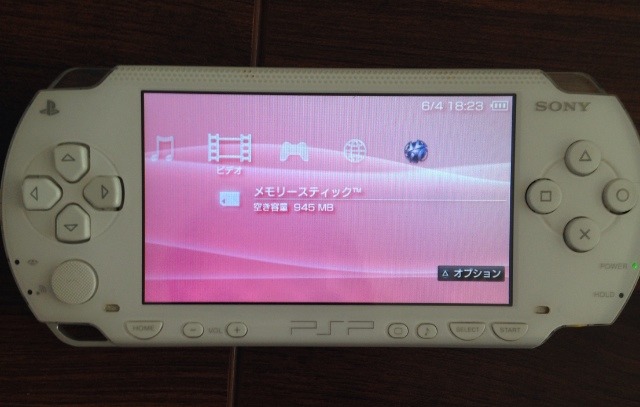 6/4 18:23
SONY
ビデオ
メモリースティック™
空き容量 945 MB
△ オプション
POWER
HOLD
HOME
VOL
PSP
SELECT
START